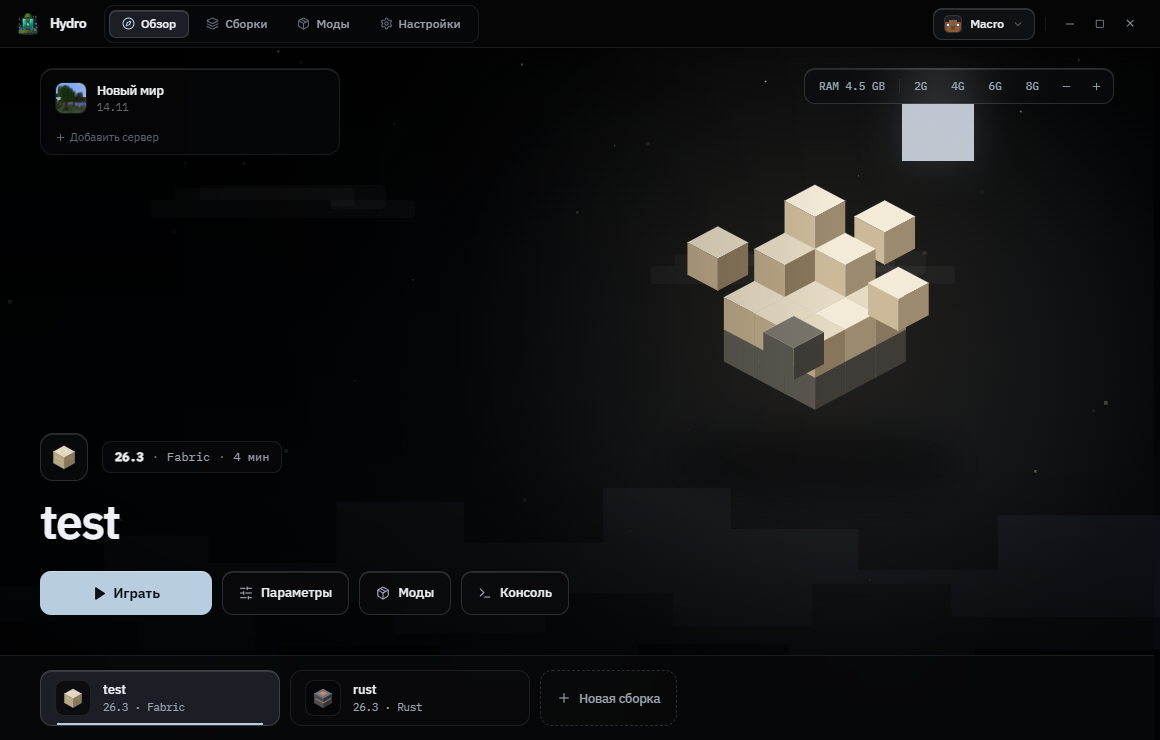 Hydro
Обзор
Сборки
Моды
Настройки
Macro
Новый мир
14.11
+ Добавить сервер
RAM 4.5 GB 2G 4G 6G 8G − +
26.3 · Fabric · 4 мин
test
Играть
Параметры
Моды
Консоль
test
26.3 · Fabric
rust
26.3 · Rust
+ Новая сборка